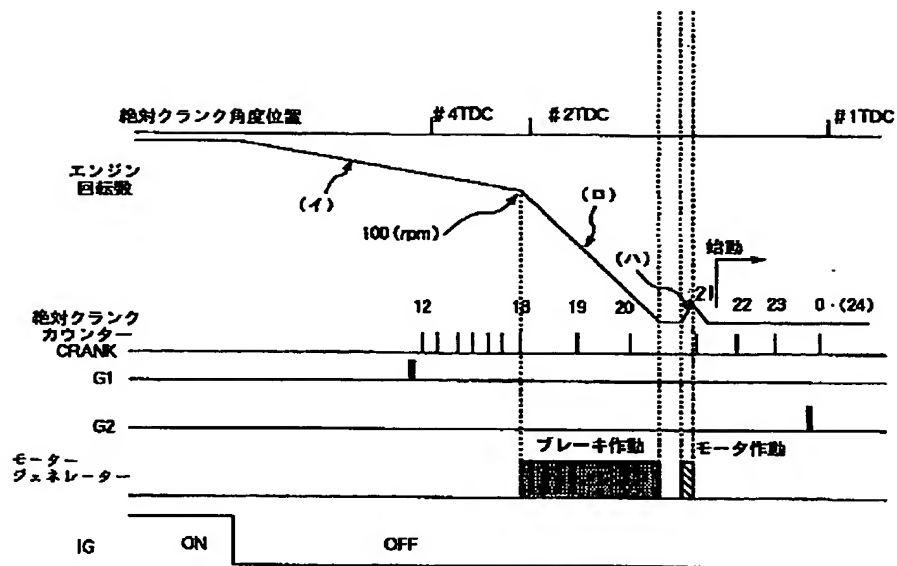 絶対クランク角度位置 #4TDC #2TDC #1TDC
エンジン
回転数
(イ)
100(rpm)
(ロ)
(ハ)
始動
絶対クランク
カウンター
CRANK
12 18 19 20 21 22 23 0・(24)
G1
G2
ブレーキ作動 モータ作動
モーター
ジェネレーター
IG ON OFF